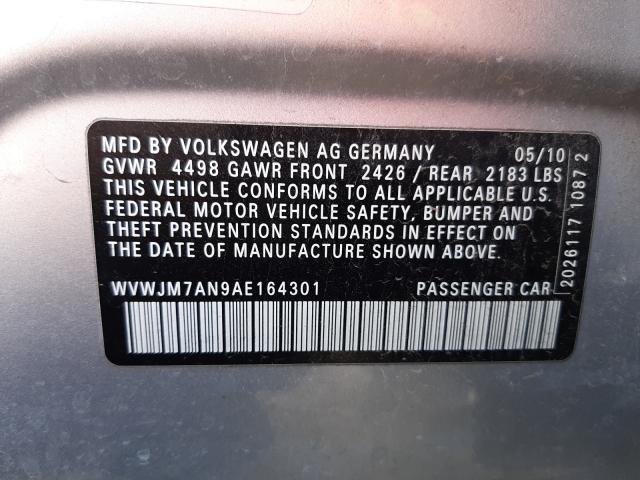 MFD BY VOLKSWAGEN AG GERMANY 05/10
GVWR 4498 GAWR FRONT 2426 / REAR 2183 LBS
THIS VEHICLE CONFORMS TO ALL APPLICABLE U.S.
FEDERAL MOTOR VEHICLE SAFETY, BUMPER AND
THEFT PREVENTION STANDARDS IN EFFECT ON
THE DATE OF MANUFACTURE SHOWN ABOVE.
WVWJM7AN9AE164301 PASSENGER CAR
2026117 1087 2